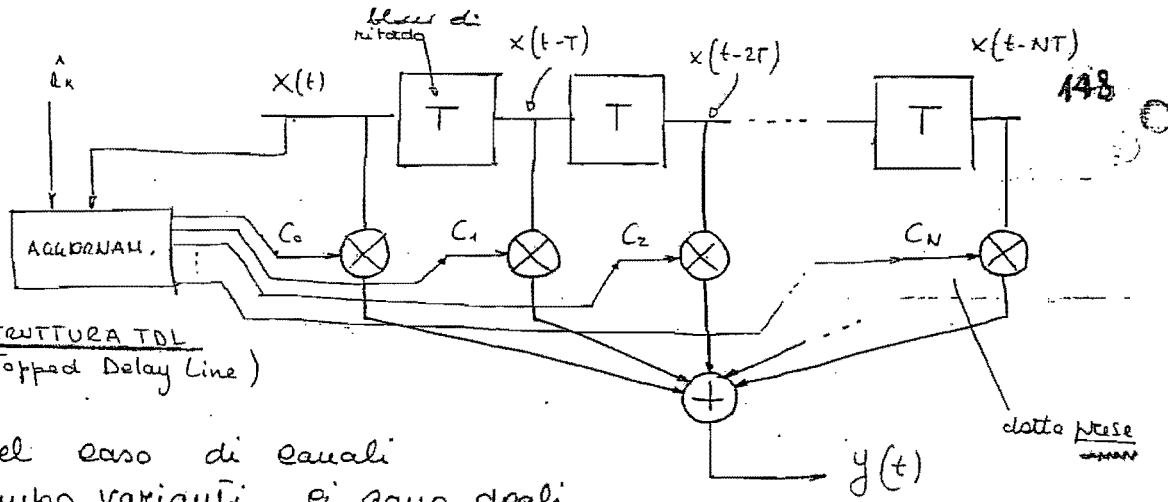 blocco di
ritardo
x(t-T)
x(t-2T)
x(t-NT)
148
âₖ
X(t)
T
T
T
AGGIORNAM.
C₀
C₁
C₂
C_N
STRUTTURA TDL
(Tapped Delay Line)
dette prese
nel caso di canali
y(t)
tempo varianti ci sono degli